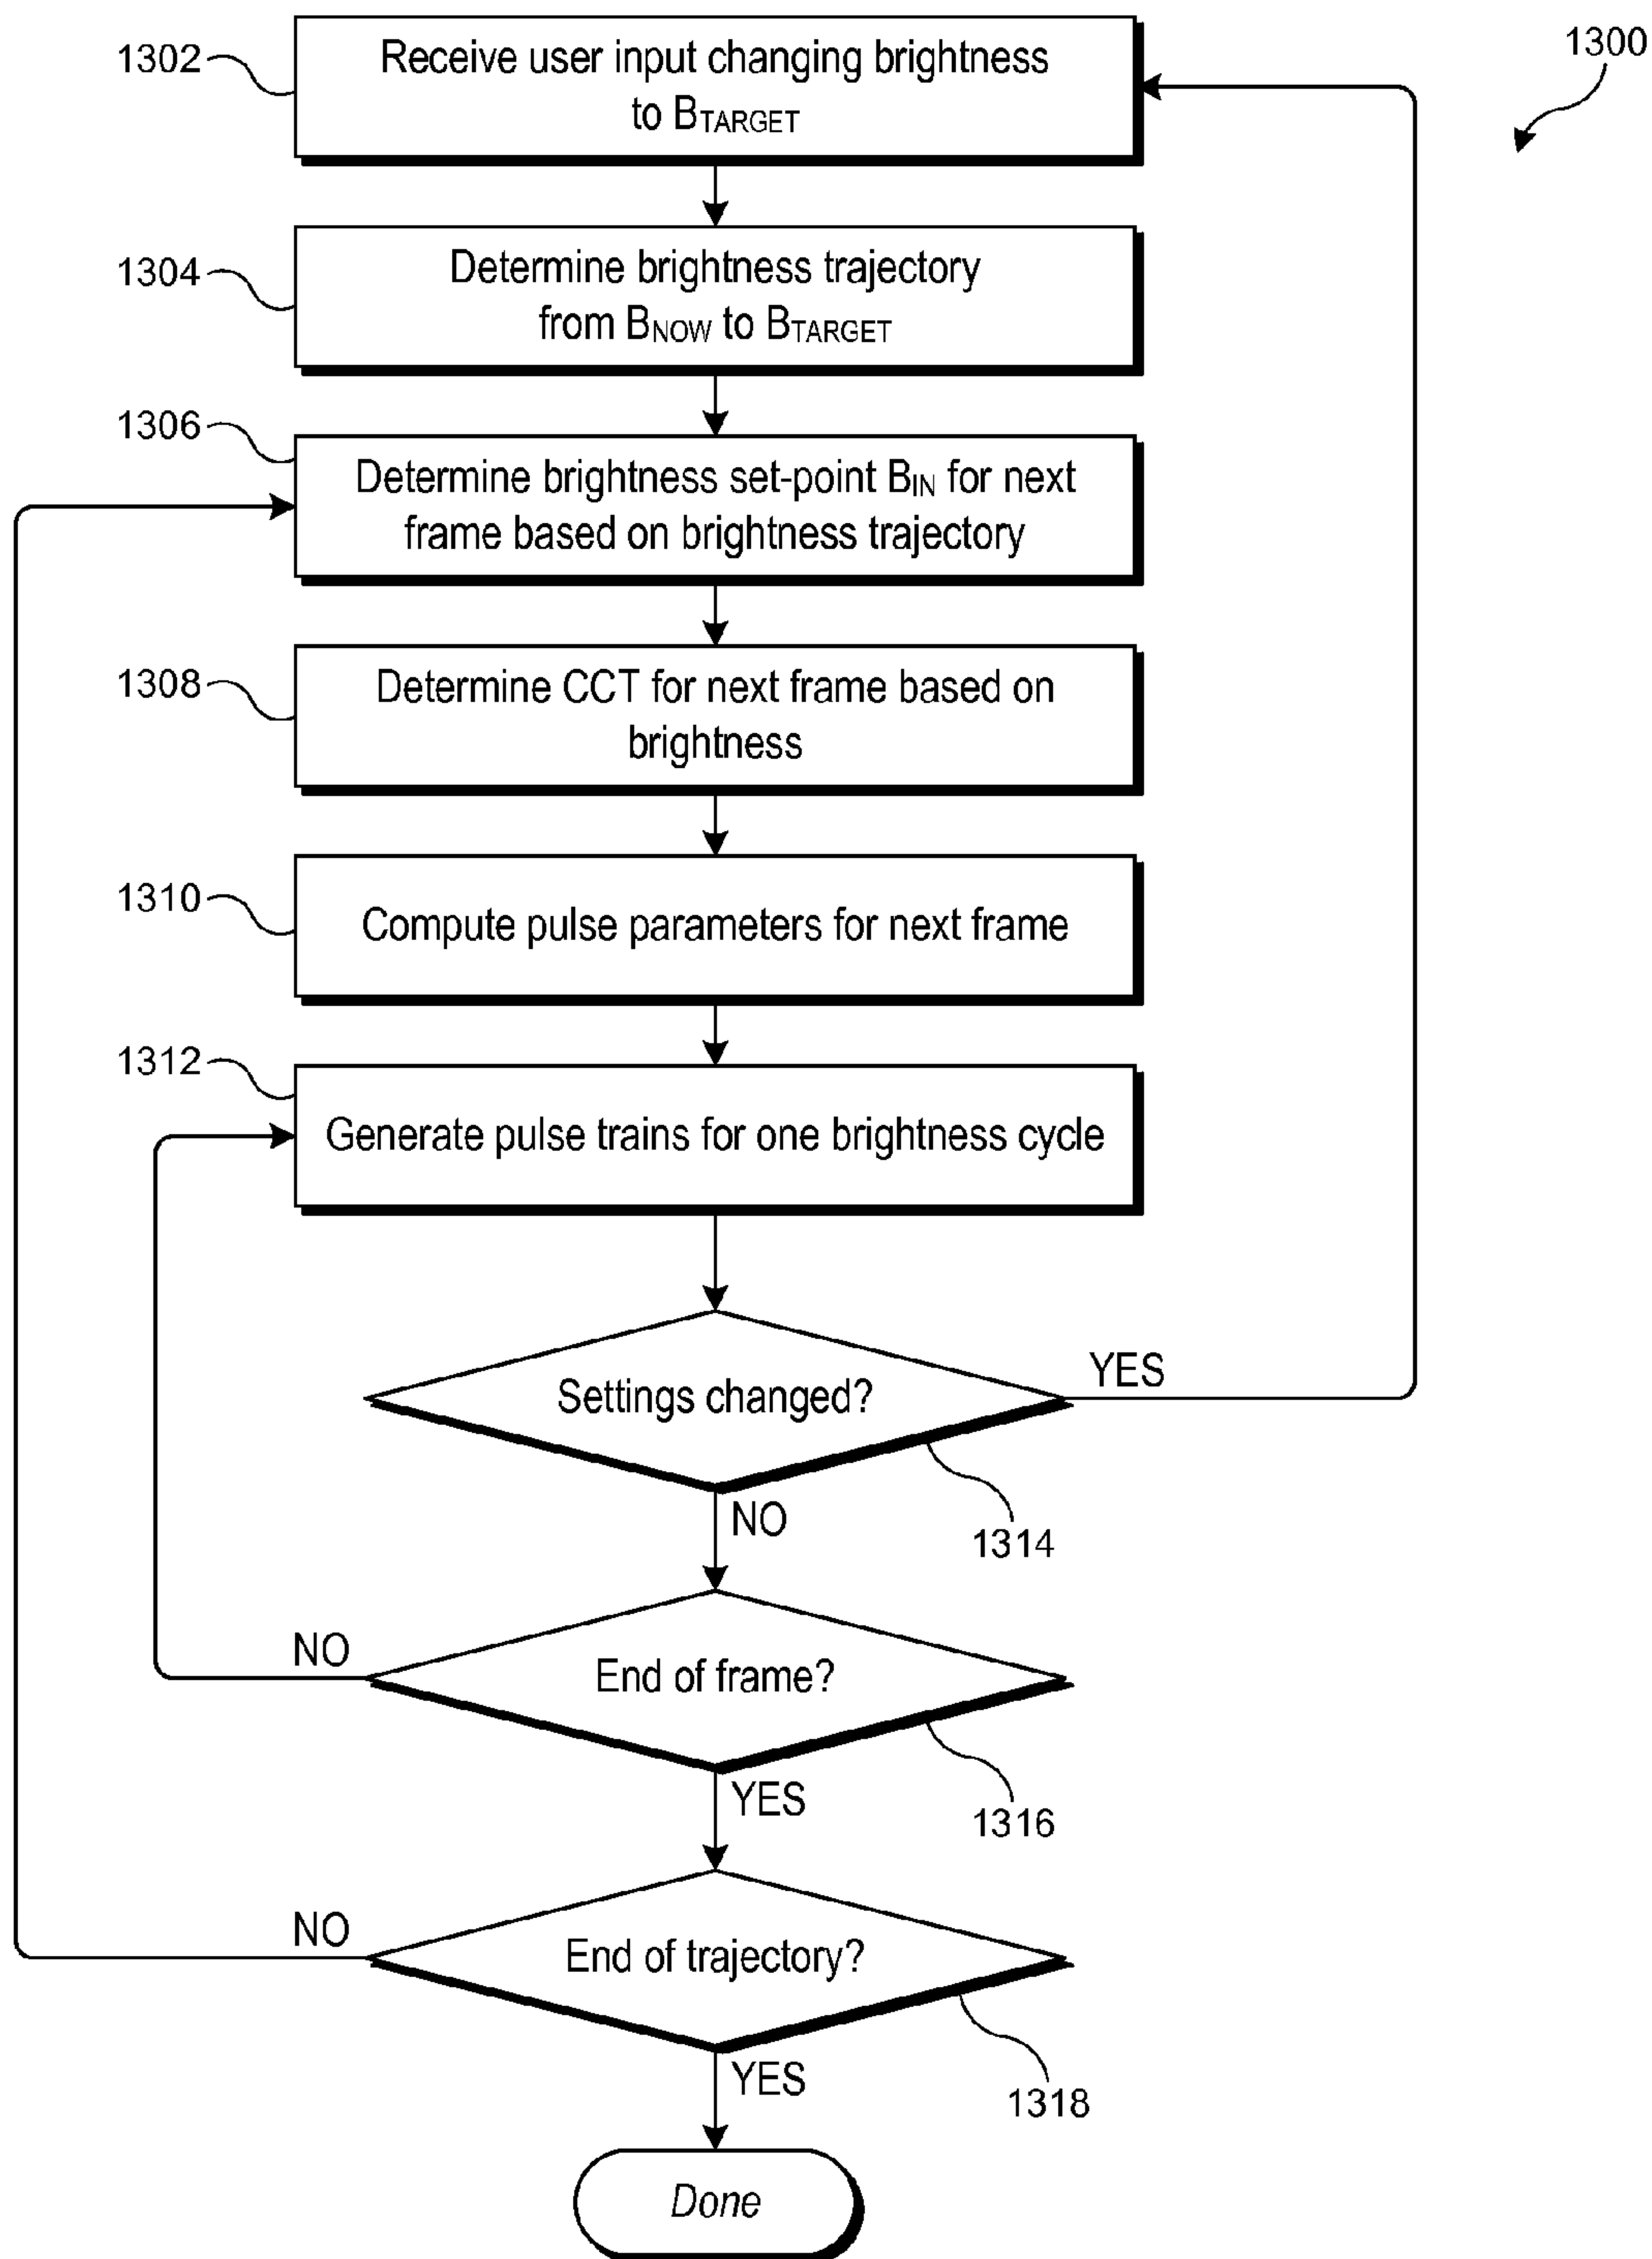 1300
1302
Receive user input changing brightness
to BTARGET
1304
Determine brightness trajectory
from BNOW to BTARGET
1306
Determine brightness set-point BIN for next
frame based on brightness trajectory
1308
Determine CCT for next frame based on
brightness
1310
Compute pulse parameters for next frame
1312
Generate pulse trains for one brightness cycle
Settings changed?
YES
NO
1314
End of frame?
NO
YES
1316
End of trajectory?
NO
YES
1318
Done